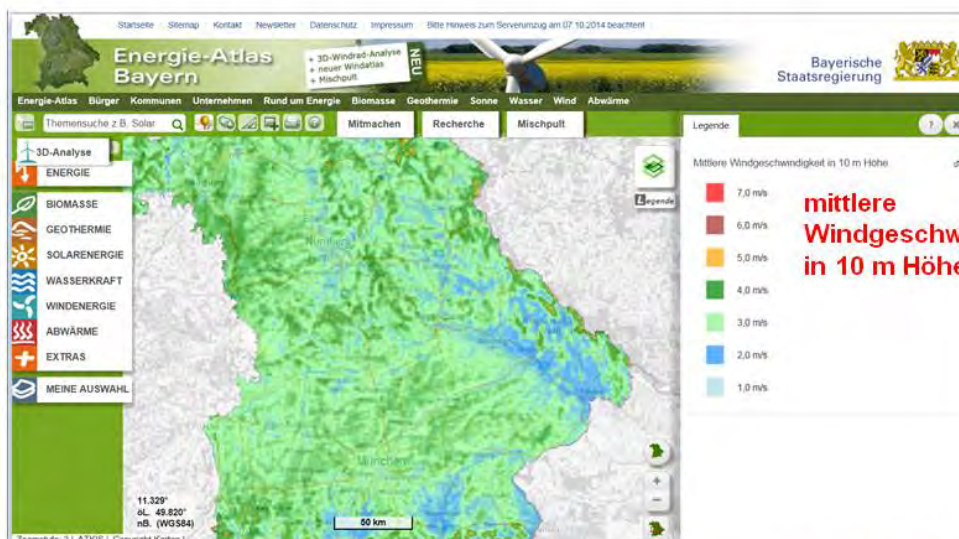 Startseite Sitemap Kontakt Newsletter Datenschutz Impressum Bitte Hinweis zum Serverumzug am 07.10.2014 beachten!
Energie-Atlas
Bayern
+ 3D-Windrad-Analyse
+ neuer Windatlas
+ Mischpult
NEU
Bayerische
Staatsregierung
Energie-Atlas Bürger Kommunen Unternehmen Rund um Energie Biomasse Geothermie Sonne Wasser Wind Abwärme
Themensuche z.B. Solar
Mitmachen Recherche Mischpult
Legende
3D-Analyse
ENERGIE
BIOMASSE
GEOTHERMIE
SOLARENERGIE
WASSERKRAFT
WINDENERGIE
ABWÄRME
EXTRAS
MEINE AUSWAHL
Legende
Nürnberg
München
11.329°
öL. 49.820°
nB. (WGS84)
50 km
Mittlere Windgeschwindigkeit in 10 m Höhe
7,0 m/s
6,0 m/s
5,0 m/s
4,0 m/s
3,0 m/s
2,0 m/s
1,0 m/s
mittlere
Windgeschw
in 10 m Höhe